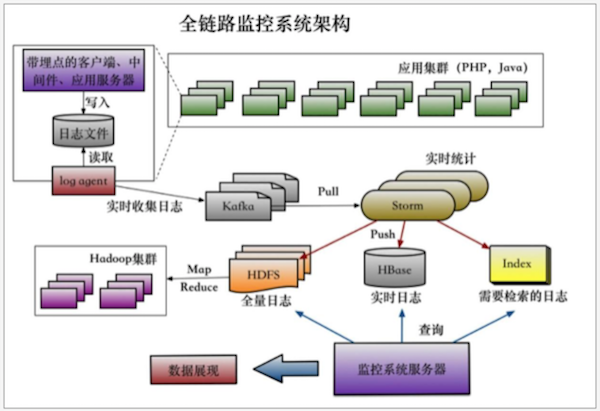 全链路监控系统架构
带埋点的客户端、中
间件、应用服务器
应用集群（PHP，Java）
写入
日志文件
读取
log agent
实时收集日志
Kafka
Pull
实时统计
Storm
Push
Hadoop集群
Map
Reduce
HDFS
全量日志
HBase
实时日志
Index
需要检索的日志
查询
数据展现
监控系统服务器